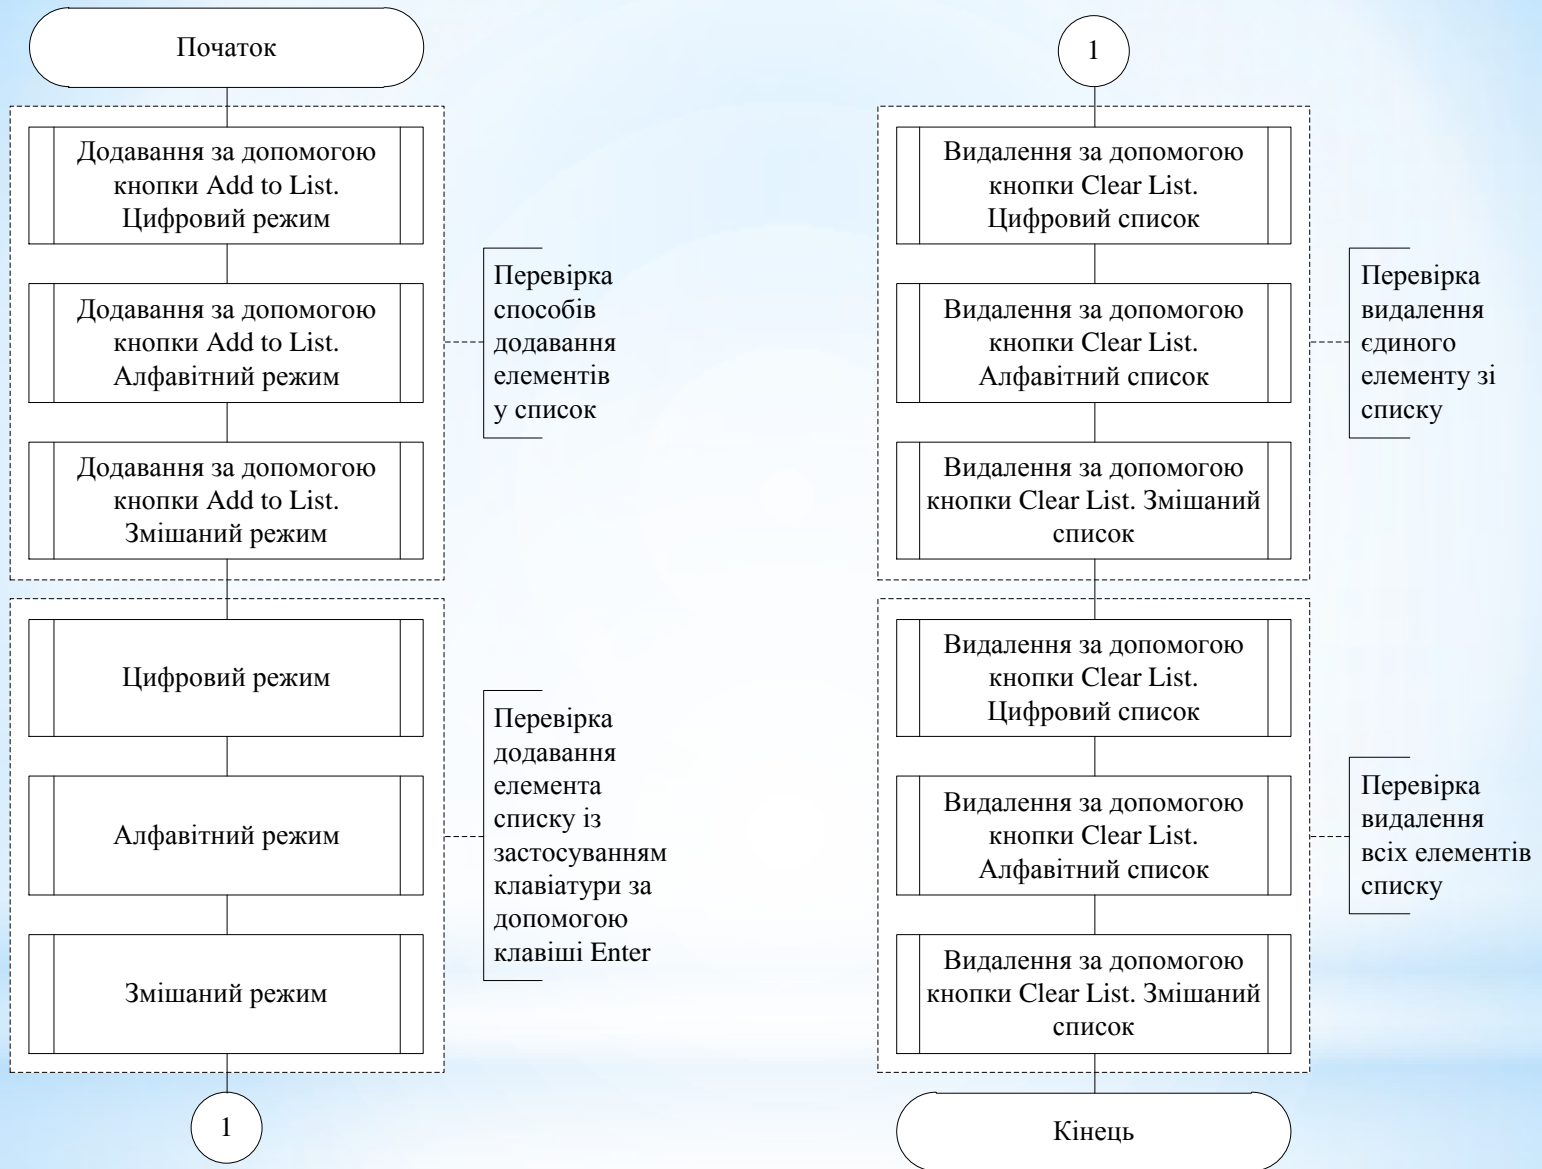 Початок
Додавання за допомогою
кнопки Add to List.
Цифровий режим
Додавання за допомогою
кнопки Add to List.
Алфавітний режим
Додавання за допомогою
кнопки Add to List.
Змішаний режим
Перевірка
способів
додавання
елементів
у список
Цифровий режим
Алфавітний режим
Змішаний режим
Перевірка
додавання
елемента
списку із
застосуванням
клавіатури за
допомогою
клавіші Enter
1
1
Видалення за допомогою
кнопки Clear List.
Цифровий список
Видалення за допомогою
кнопки Clear List.
Алфавітний список
Видалення за допомогою
кнопки Clear List. Змішаний
список
Перевірка
видалення
єдиного
елементу зі
списку
Видалення за допомогою
кнопки Clear List.
Цифровий список
Видалення за допомогою
кнопки Clear List.
Алфавітний список
Видалення за допомогою
кнопки Clear List. Змішаний
список
Перевірка
видалення
всіх елементів
списку
Кінець